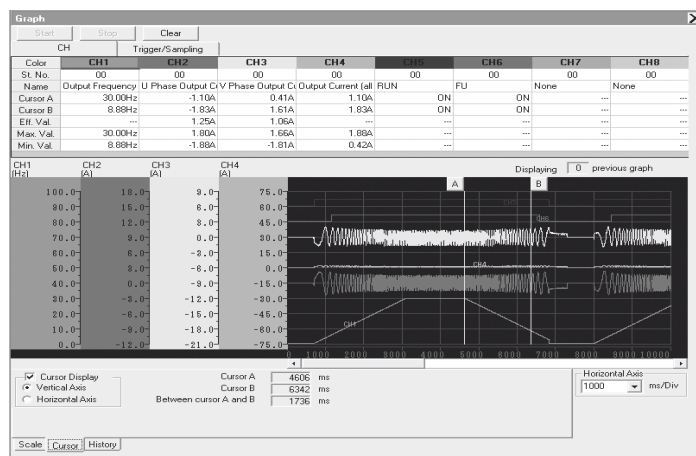 Graph
Start Stop Clear
CH Trigger/Sampling
Color CH1 CH2 CH3 CH4 CH5 CH6 CH7 CH8
St. No. 00 00 00 00 00 00 00 00
Name Output Frequency U Phase Output C V Phase Output C Output Current (all RUN FU None None
Cursor A 30.00Hz -1.10A 0.41A 1.10A ON ON --- ---
Cursor B 8.88Hz -1.83A 1.61A 1.83A ON ON --- ---
Eff. Val. --- 1.25A 1.06A --- --- --- --- ---
Max. Val. 30.00Hz 1.80A 1.66A 1.88A --- --- --- ---
Min. Val. 8.88Hz -1.88A -1.81A 0.42A --- --- --- ---
CH1 CH2 CH3 CH4
(Hz) (A) (A) (A)
Displaying 0 previous graph
A B
100.0 18.0 9.0 75.0
90.0 15.0 6.0 60.0
80.0 12.0 3.0 45.0
70.0 9.0 0.0 30.0
60.0 6.0 -3.0 15.0
50.0 3.0 -6.0 0.0
40.0 0.0 -9.0 -15.0
30.0 -3.0 -12.0 -30.0
20.0 -6.0 -15.0 -45.0
10.0 -9.0 -18.0 -60.0
0.0 -12.0 -21.0 -75.0
CH5
CH6
CH4
CH1
0 1000 2000 3000 4000 5000 6000 7000 8000 9000 10000
Cursor Display
Vertical Axis
Horizontal Axis
Cursor A 4606 ms
Cursor B 6342 ms
Between cursor A and B 1736 ms
Horizontal Axis
1000 ms/Div
Scale Cursor History